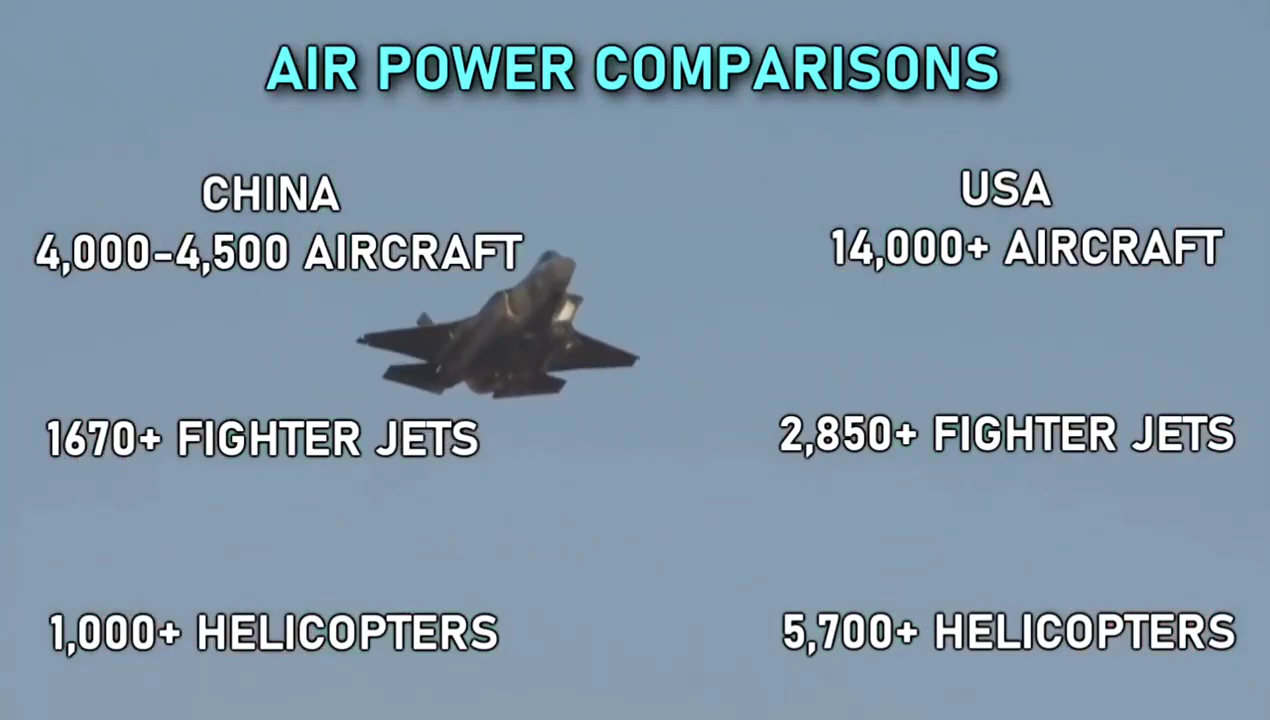 AIR POWER COMPARISONS
CHINA
4,000-4,500 AIRCRAFT
1670+ FIGHTER JETS
1,000+ HELICOPTERS
USA
14,000+ AIRCRAFT
2,850+ FIGHTER JETS
5,700+ HELICOPTERS